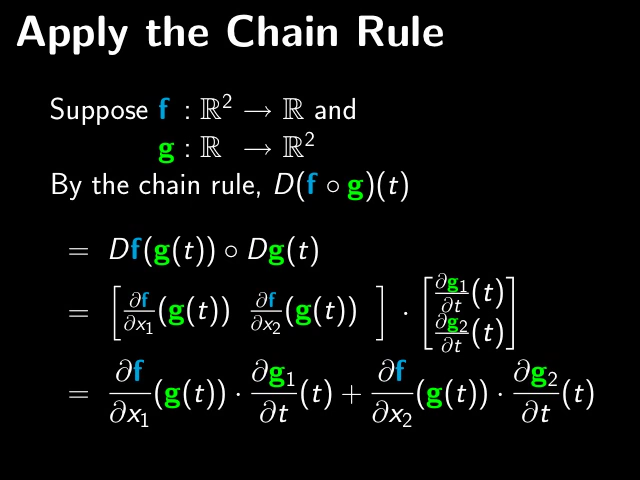 Apply the Chain Rule
Suppose f : ℝ² → ℝ and
g : ℝ → ℝ²
By the chain rule, D(f ∘ g)(t)
= Df(g(t)) ∘ Dg(t)
= [∂f/∂x₁(g(t)) ∂f/∂x₂(g(t))] · [∂g₁/∂t(t) ∂g₂/∂t(t)]
= ∂f/∂x₁(g(t)) · ∂g₁/∂t(t) + ∂f/∂x₂(g(t)) · ∂g₂/∂t(t)